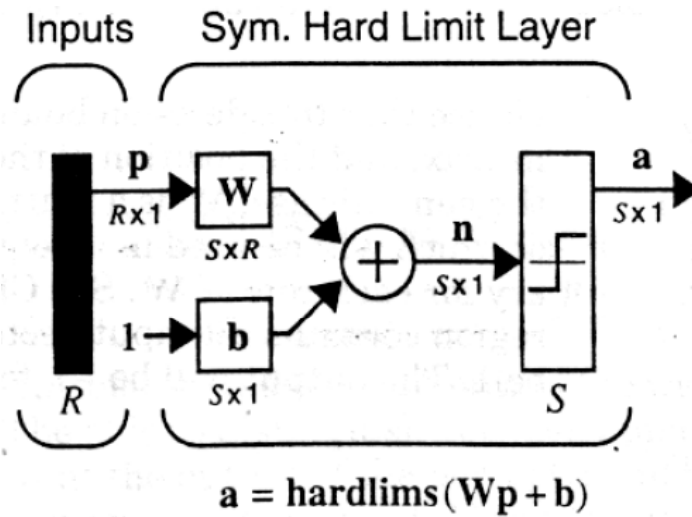 Inputs Sym. Hard Limit Layer
p W n a
R×1 S×R S×1 S×1
1 b
R S×1 S
a = hardlims(Wp+b)